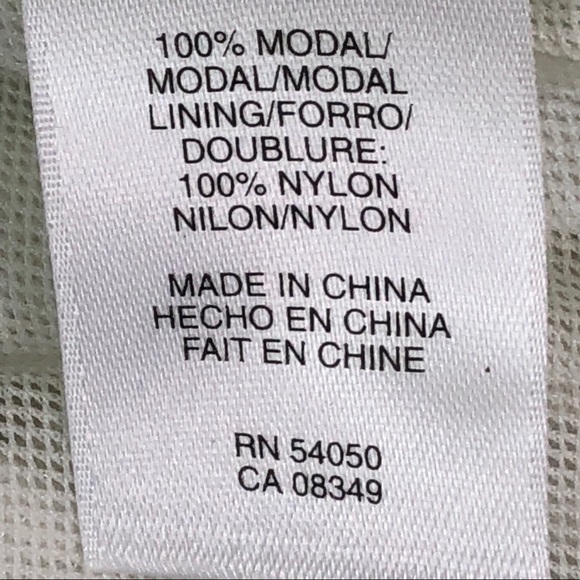 100% MODAL/
MODAL/MODAL
LINING/FORRO/
DOUBLURE:
100% NYLON
NILON/NYLON
MADE IN CHINA
HECHO EN CHINA
FAIT EN CHINE
RN 54050
CA 08349